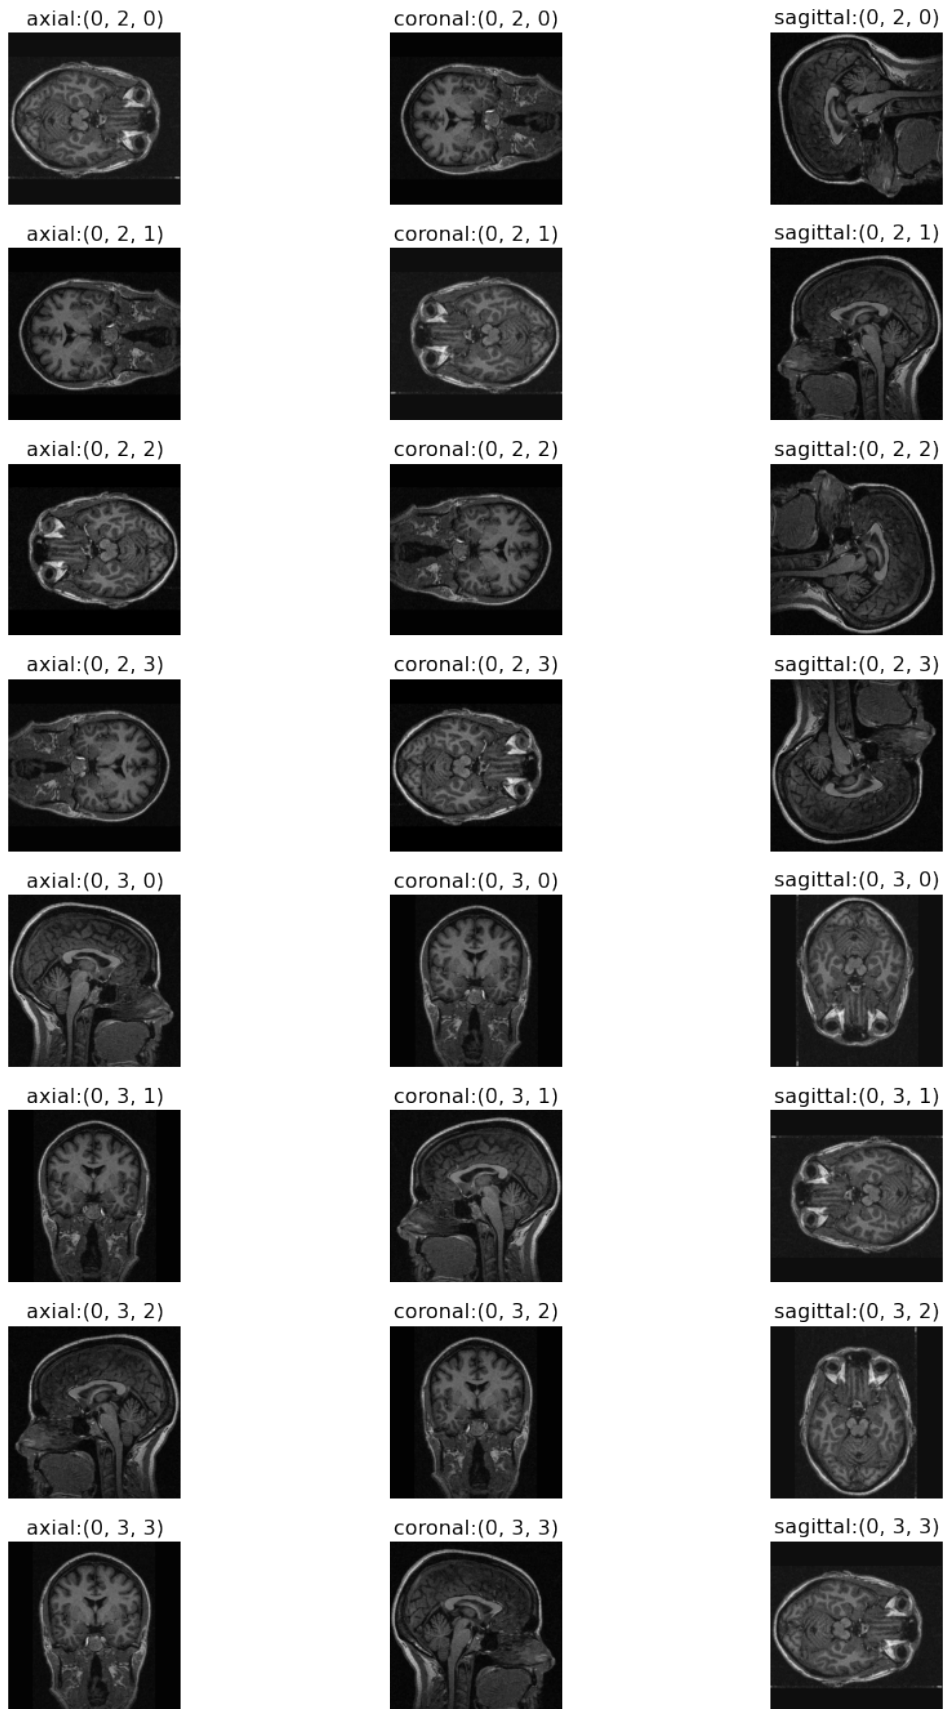 axial:(0, 2, 0) coronal:(0, 2, 0) sagittal:(0, 2, 0)
axial:(0, 2, 1) coronal:(0, 2, 1) sagittal:(0, 2, 1)
axial:(0, 2, 2) coronal:(0, 2, 2) sagittal:(0, 2, 2)
axial:(0, 2, 3) coronal:(0, 2, 3) sagittal:(0, 2, 3)
axial:(0, 3, 0) coronal:(0, 3, 0) sagittal:(0, 3, 0)
axial:(0, 3, 1) coronal:(0, 3, 1) sagittal:(0, 3, 1)
axial:(0, 3, 2) coronal:(0, 3, 2) sagittal:(0, 3, 2)
axial:(0, 3, 3) coronal:(0, 3, 3) sagittal:(0, 3, 3)